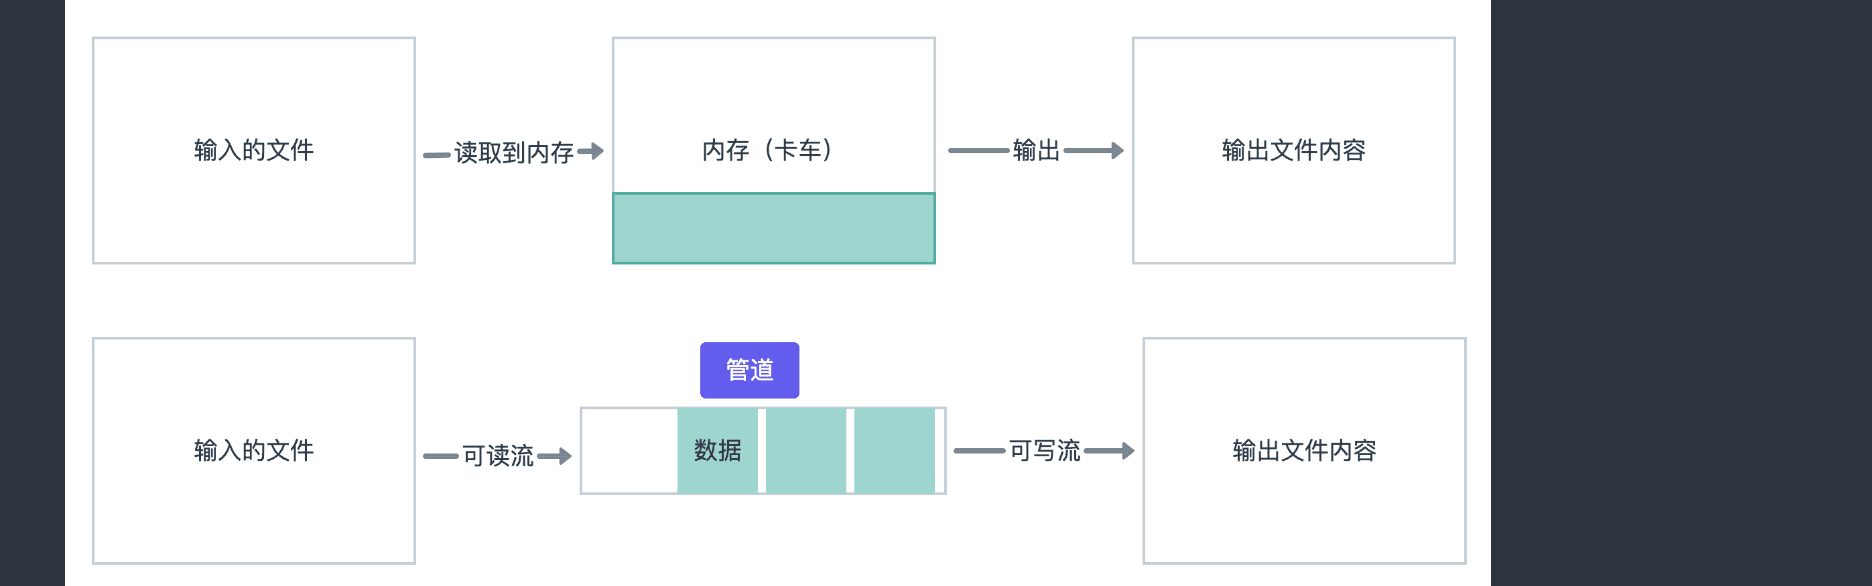 输入的文件
读取到内存
内存（卡车）
输出
输出文件内容
管道
输入的文件
可读流
数据
可写流
输出文件内容